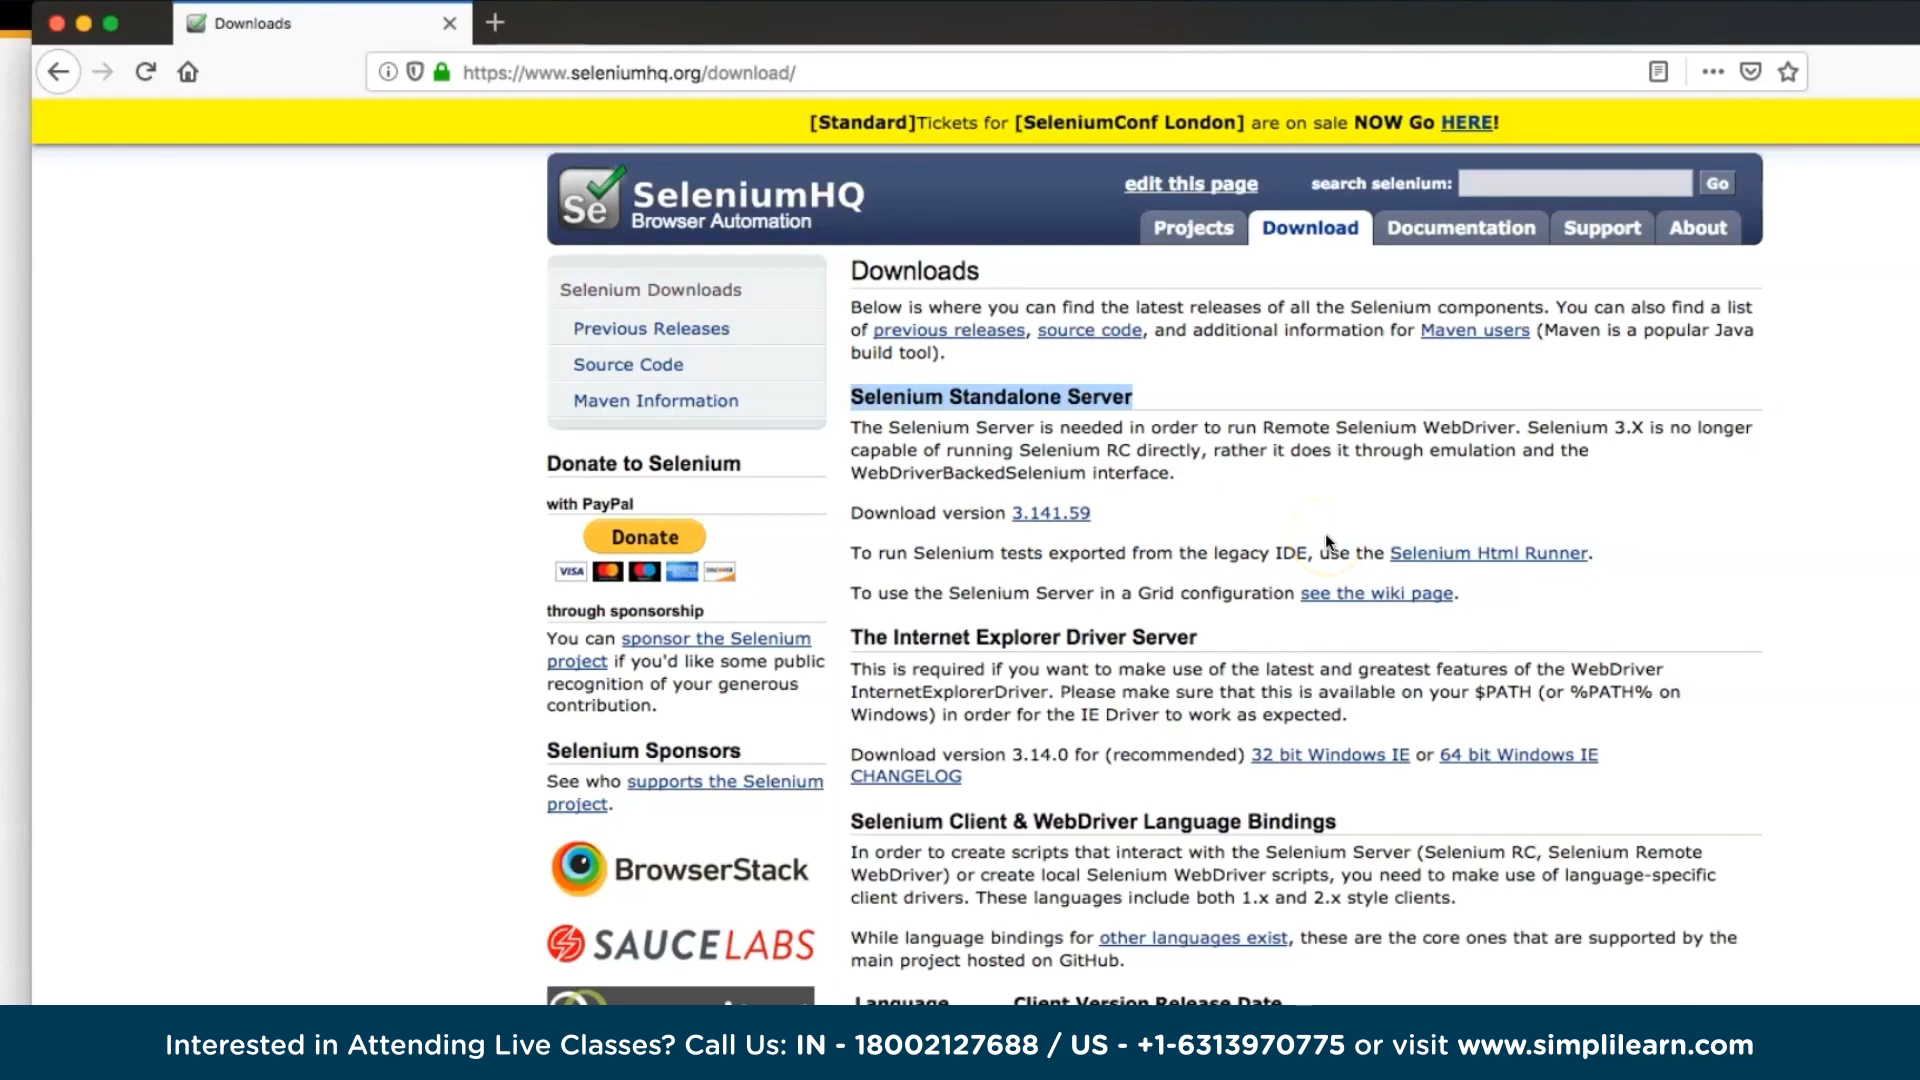 Downloads
https://www.seleniumhq.org/download/
[Standard]Tickets for [SeleniumConf London] are on sale NOW Go HERE!
Se
SeleniumHQ
Browser Automation
edit this page
search selenium:
Go
Projects
Download
Documentation
Support
About
Selenium Downloads
Previous Releases
Source Code
Maven Information
Donate to Selenium
with PayPal
Donate
VISA
through sponsorship
You can sponsor the Selenium
project if you'd like some public
recognition of your generous
contribution.
Selenium Sponsors
See who supports the Selenium
project.
BrowserStack
SAUCELABS
Downloads
Below is where you can find the latest releases of all the Selenium components. You can also find a list
of previous releases, source code, and additional information for Maven users (Maven is a popular Java
build tool).
Selenium Standalone Server
The Selenium Server is needed in order to run Remote Selenium WebDriver. Selenium 3.X is no longer
capable of running Selenium RC directly, rather it does it through emulation and the
WebDriverBackedSelenium interface.
Download version 3.141.59
To run Selenium tests exported from the legacy IDE, use the Selenium Html Runner.
To use the Selenium Server in a Grid configuration see the wiki page.
The Internet Explorer Driver Server
This is required if you want to make use of the latest and greatest features of the WebDriver
InternetExplorerDriver. Please make sure that this is available on your $PATH (or %PATH% on
Windows) in order for the IE Driver to work as expected.
Download version 3.14.0 for (recommended) 32 bit Windows IE or 64 bit Windows IE
CHANGELOG
Selenium Client & WebDriver Language Bindings
In order to create scripts that interact with the Selenium Server (Selenium RC, Selenium Remote
WebDriver) or create local Selenium WebDriver scripts, you need to make use of language-specific
client drivers. These languages include both 1.x and 2.x style clients.
While language bindings for other languages exist, these are the core ones that are supported by the
main project hosted on GitHub.
Language Client Version Release Date
Interested in Attending Live Classes? Call Us: IN - 18002127688 / US - +1-6313970775 or visit www.simplilearn.com